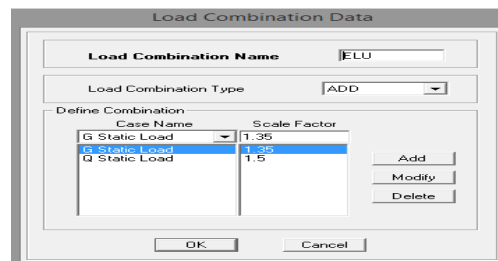 Load Combination Data
Load Combination Name ELU
Load Combination Type ADD
Define Combination
Case Name Scale Factor
G Static Load 1.35
G Static Load 1.35
Q Static Load 1.5
Add
Modify
Delete
OK Cancel